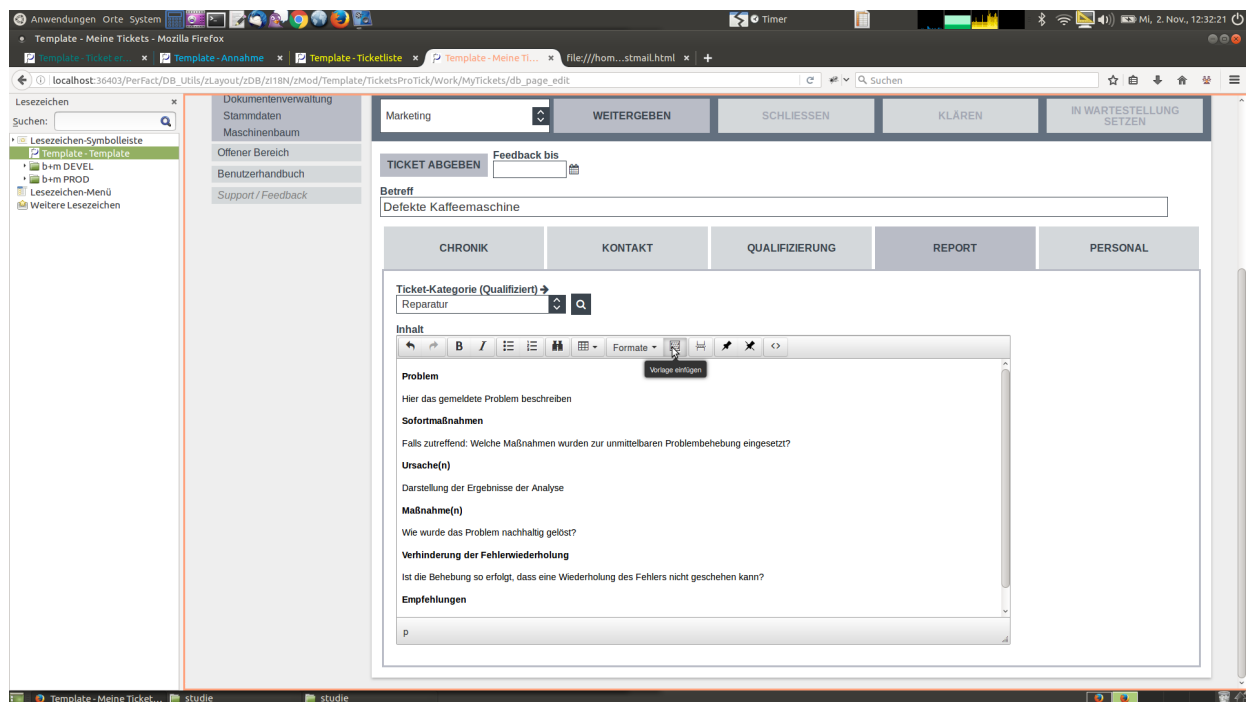 Anwendungen Orte System
Timer
Mi, 2. Nov., 12:32:21
Template - Meine Tickets - Mozilla Firefox
Template - Ticket er...
Template - Annahme
Template - Ticketliste
Template - Meine Ti...
file:///hom...stmail.html
localhost:36403/PerFact/DB_Utils/zLayout/zDB/zI18N/zMod/Template/TicketsProTick/Work/MyTickets/db_page_edit
Suchen
Lesezeichen
Suchen:
Lesezeichen-Symbolleiste
Template - Template
b+m DEVEL
b+m PROD
Lesezeichen-Menü
Weitere Lesezeichen
Dokumentenverwaltung
Stammdaten
Maschinenbaum
Offener Bereich
Benutzerhandbuch
Support / Feedback
Marketing
WEITERGEBEN
SCHLIESSEN
KLÄREN
IN WARTESTELLUNG
SETZEN
TICKET ABGEBEN
Feedback bis
Betreff
Defekte Kaffeemaschine
CHRONIK
KONTAKT
QUALIFIZIERUNG
REPORT
PERSONAL
Ticket-Kategorie (Qualifiziert)
Reparatur
Inhalt
B I
Formate
Vorlage einfügen
Problem
Hier das gemeldete Problem beschreiben
Sofortmaßnahmen
Falls zutreffend: Welche Maßnahmen wurden zur unmittelbaren Problembehebung eingesetzt?
Ursache(n)
Darstellung der Ergebnisse der Analyse
Maßnahme(n)
Wie wurde das Problem nachhaltig gelöst?
Verhinderung der Fehlerwiederholung
Ist die Behebung so erfolgt, dass eine Wiederholung des Fehlers nicht geschehen kann?
Empfehlungen
p
Template - Meine Ticket...
studie
studie